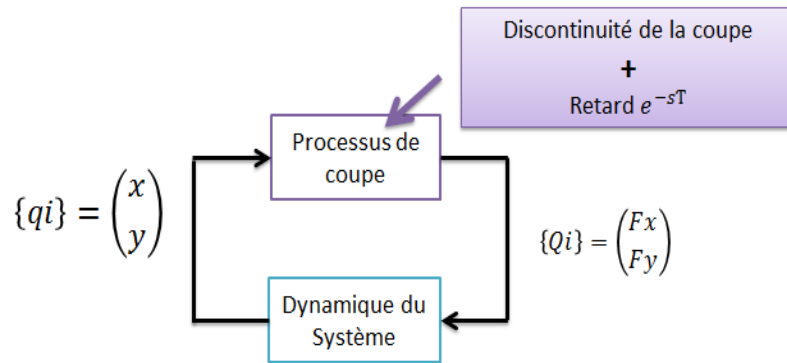 Discontinuité de la coupe
+
Retard e^{-sT}
Processus de
coupe
{qi} = (x y)
{Qi} = (Fx Fy)
Dynamique du
Système